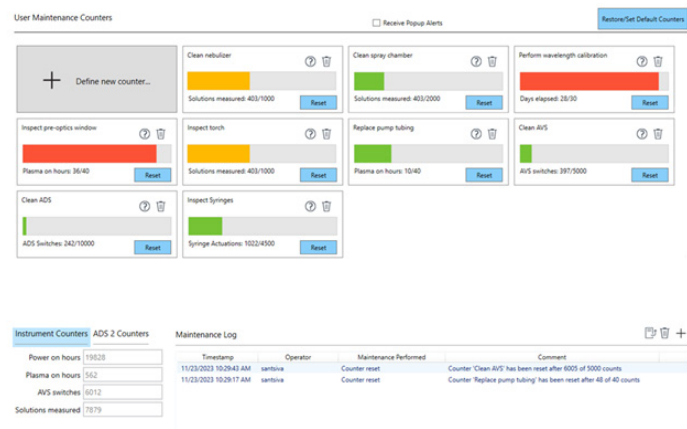 User Maintenance Counters
Receive Popup Alerts
Restore/Set Default Counters
Define new counter...
Clean nebulizer
Solutions measured: 403/1000
Reset
Clean spray chamber
Solutions measured: 403/2000
Reset
Perform wavelength calibration
Days elapsed: 28/30
Reset
Inspect pre-optics window
Plasma on hours: 36/40
Reset
Inspect torch
Solutions measured: 403/1000
Reset
Replace pump tubing
Plasma on hours: 10/40
Reset
Clean AVS
AVS switches: 397/5000
Reset
Clean ADS
ADS Switches: 242/10000
Reset
Inspect Syringes
Syringe Actuations: 1022/4500
Reset
Instrument Counters ADS 2 Counters
Power on hours 19828
Plasma on hours 562
AVS switches 6012
Solutions measured 7879
Maintenance Log
Timestamp Operator Maintenance Performed Comment
11/23/2023 10:29:43 AM santsiva Counter reset Counter 'Clean AVS' has been reset after 6005 of 5000 counts
11/23/2023 10:29:17 AM santsiva Counter reset Counter 'Replace pump tubing' has been reset after 48 of 40 counts